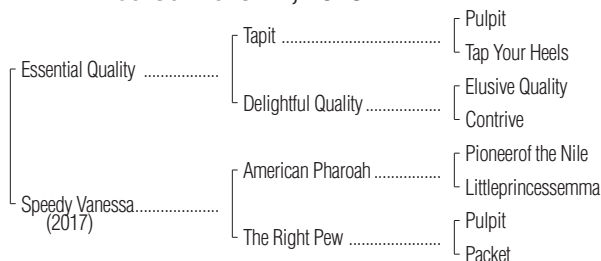 Pulpit
Tapit
Tap Your Heels
Essential Quality
Elusive Quality
Delightful Quality
Contrive
Pioneerof the Nile
American Pharoah
Littleprincessemma
Speedy Vanessa
(2017)
Pulpit
The Right Pew
Packet